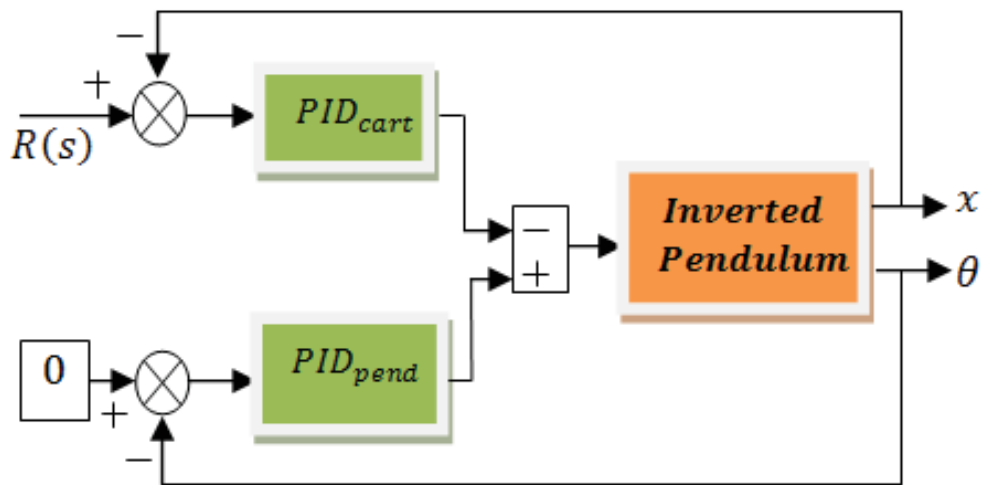 −
+
R(s)
PID_cart
−
+
Inverted
Pendulum
x
θ
0
+
−
PID_pend